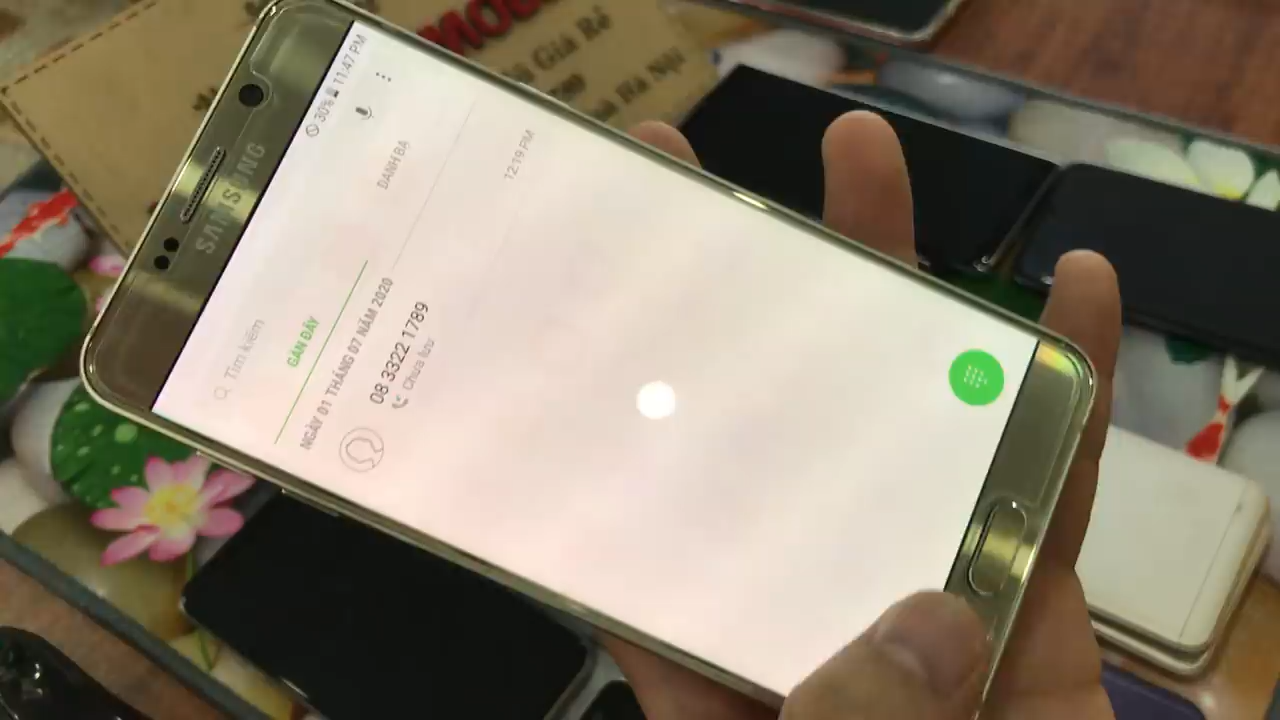 SAMSUNG
30% 11:47 PM
Tìm kiếm
GẦN ĐÂY
DANH BẠ
NGÀY 01 THÁNG 07 NĂM 2020
08 3322 1789
Chưa lưu
12:19 PM
Giá Rẻ
Hà Nội